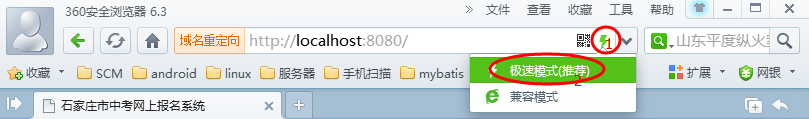 360安全浏览器 6.3
» 文件 查看 收藏 工具 帮助
域名重定向 http://localhost:8080/
1
山东平度纵火
收藏 SCM android linux 服务器 手机扫描 mybatis
极速模式(推荐)
2
兼容模式
» 扩展 网银 »
石家庄市中考网上报名系统